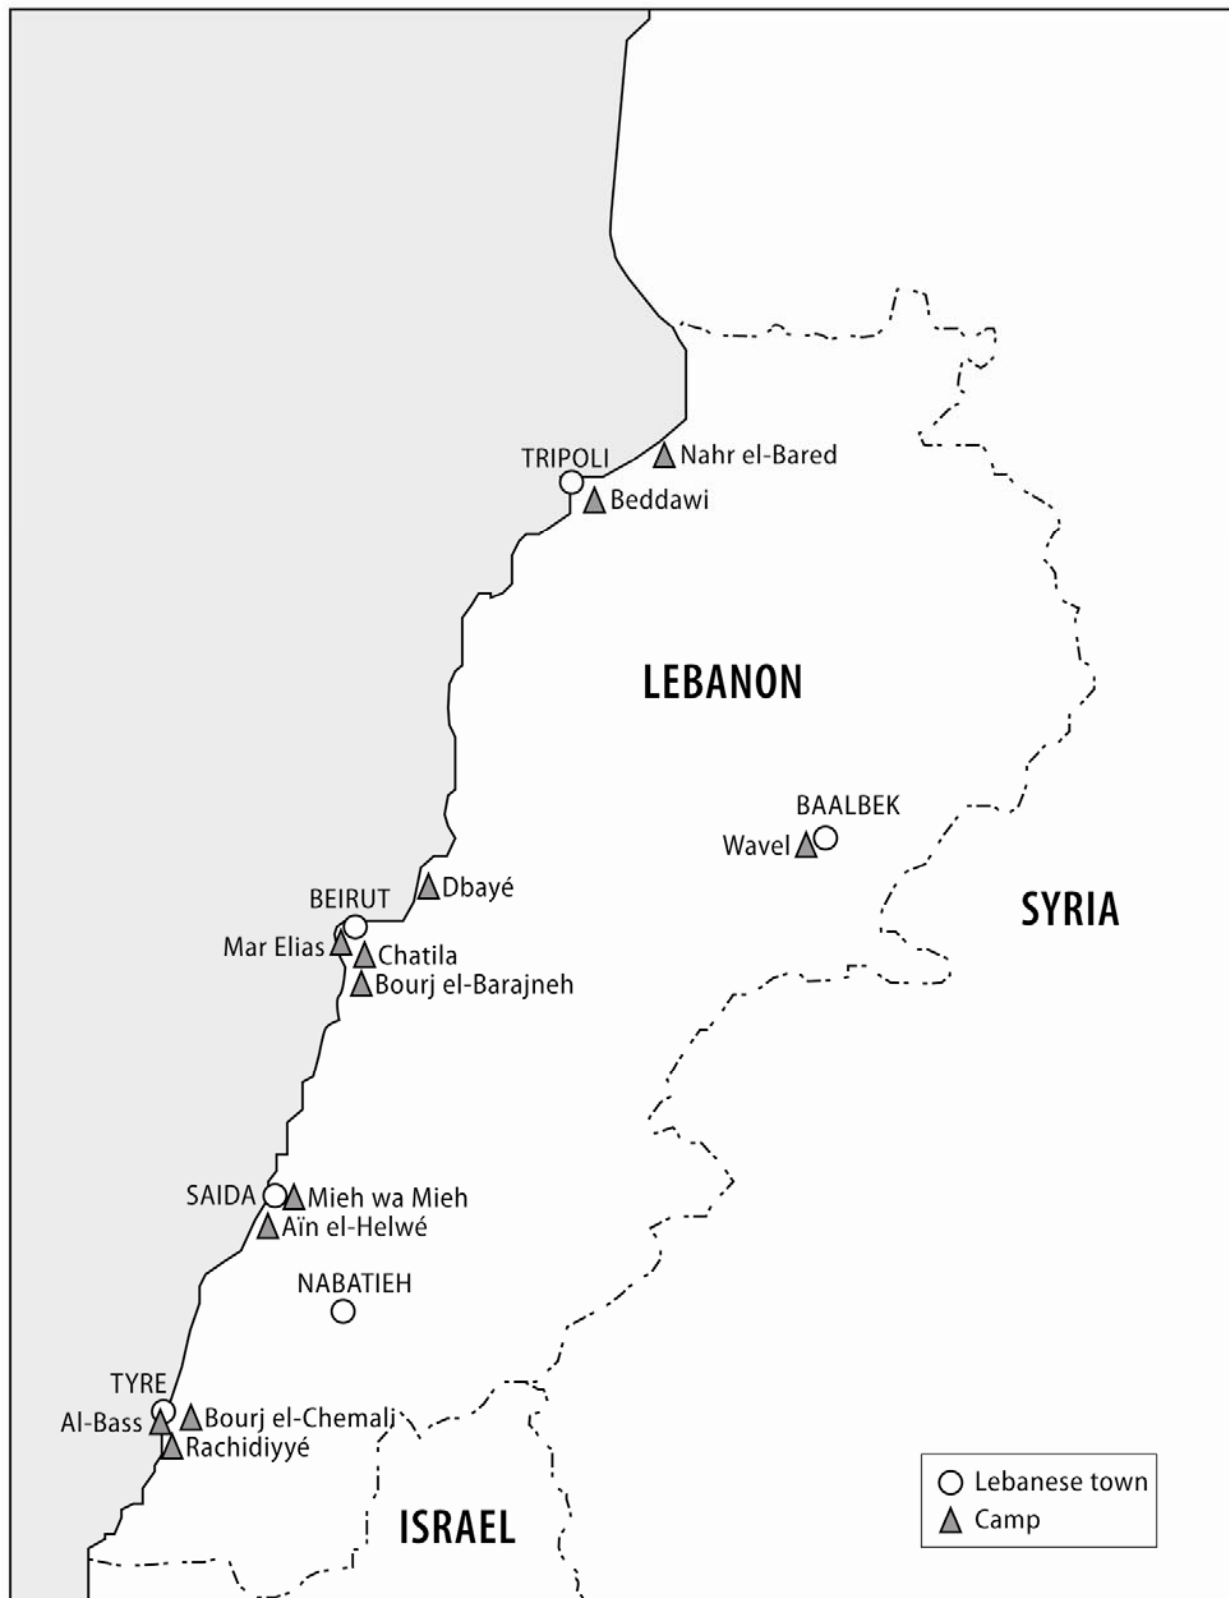 TRIPOLI
Nahr el-Bared
Beddawi
LEBANON
BAALBEK
Wavel
SYRIA
Dbayé
BEIRUT
Mar Elias
Chatila
Bourj el-Barajneh
SAIDA
Mieh wa Mieh
Aïn el-Helwé
NABATIEH
TYRE
Al-Bass
Bourj el-Chemali
Rachidiyyé
ISRAEL
Lebanese town
Camp